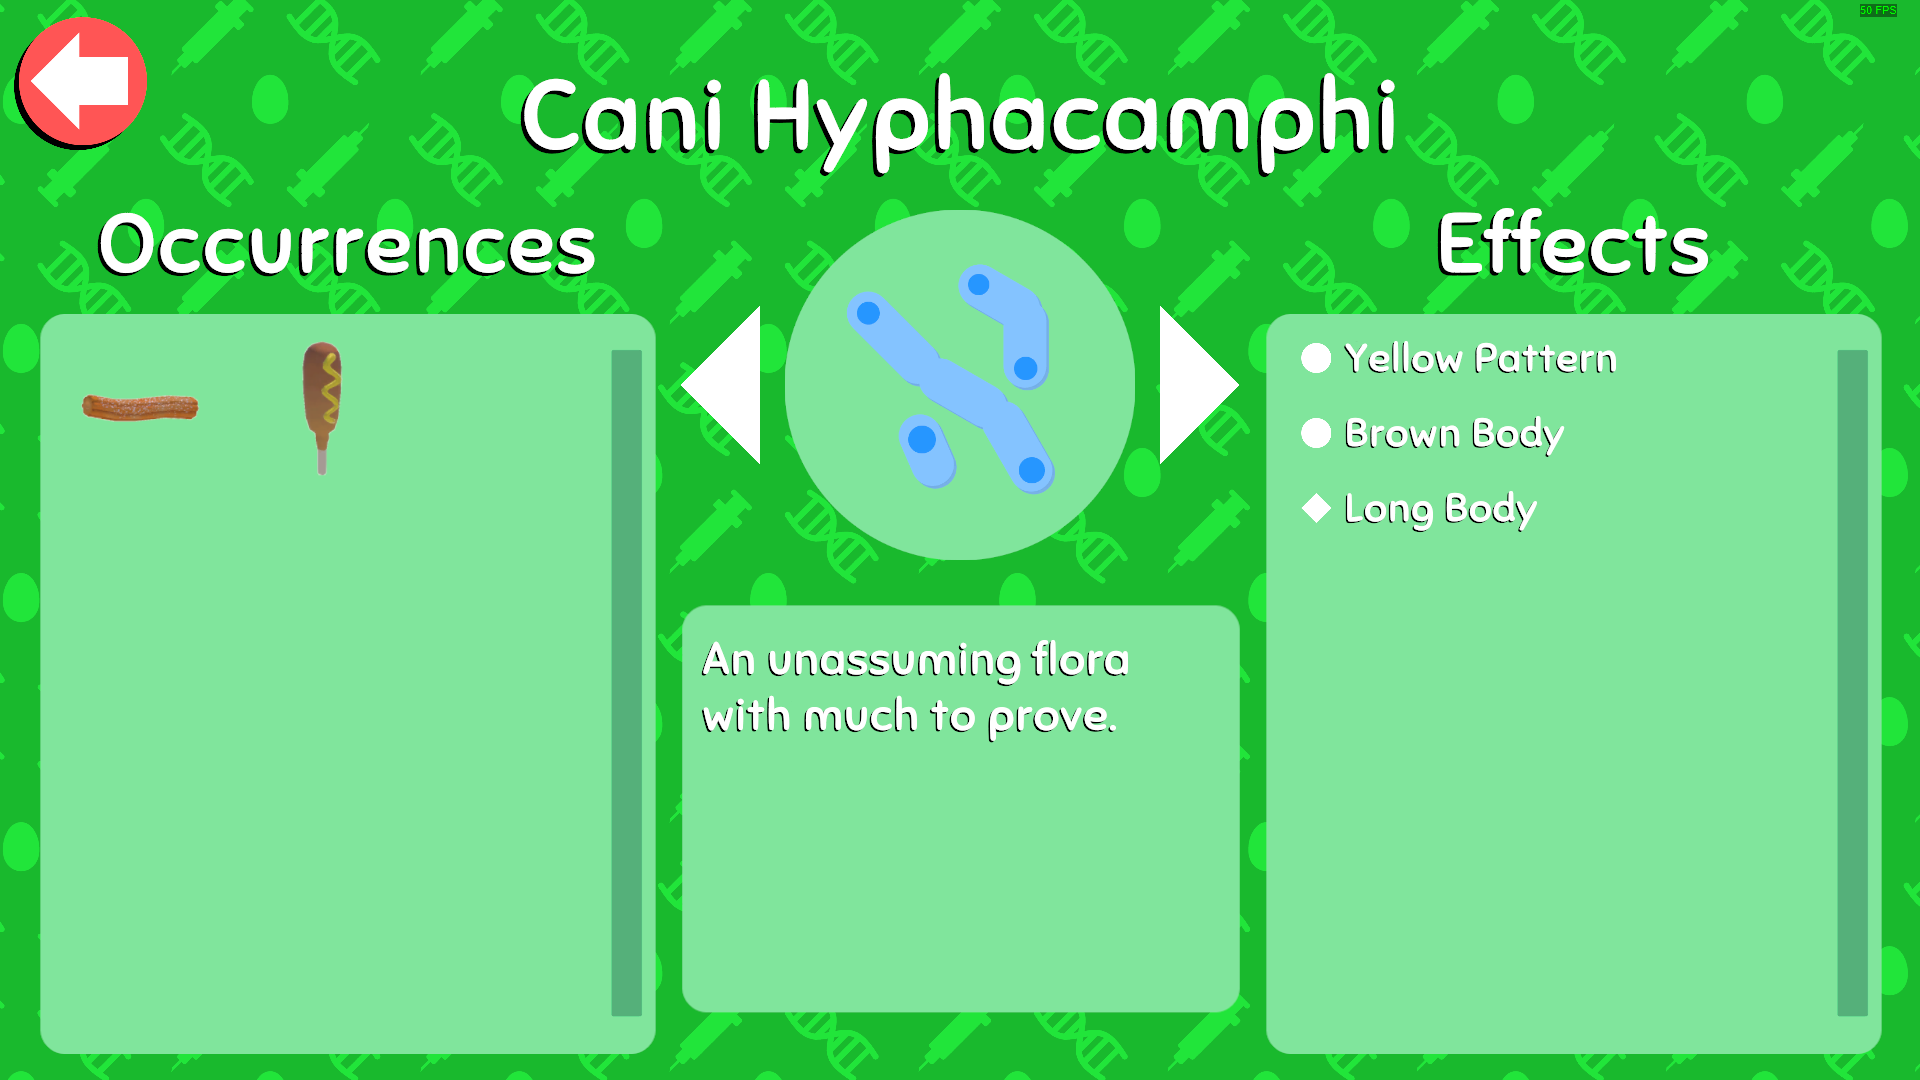 50 FPS
Cani Hyphacamphi
Occurrences
Effects
Yellow Pattern
Brown Body
Long Body
An unassuming flora
with much to prove.